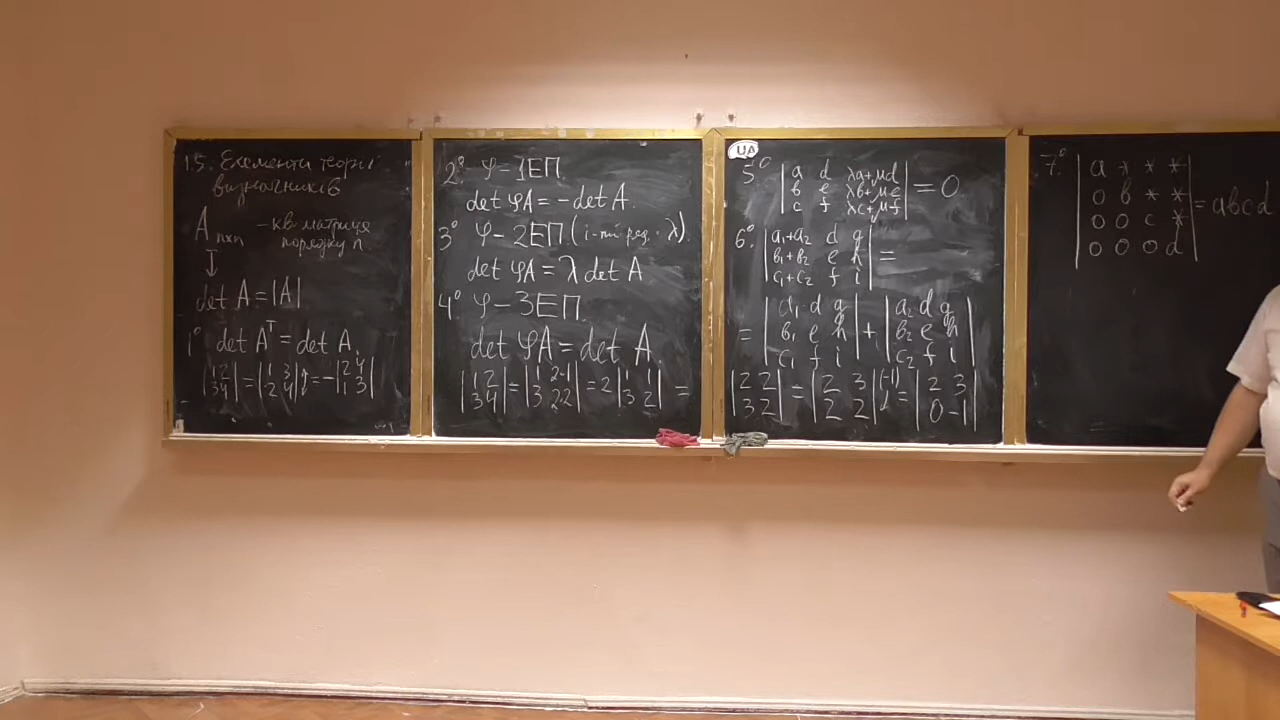 1.5. Елементи теорії
визначників
A n×n – кв. матриця
порядку n
↓
det A = |A|
1° det Aᵀ = det A.
|1 2; 3 4| = |1 3; 2 4| ↕ = – |2 4; 1 3|
2° φ – 1ЕП.
det φA = – det A.
3° φ – 2ЕП. (i-ти ряд. · λ)
det φA = λ det A
4° φ – 3ЕП.
det φA = det A.
|1 2; 3 4| = |1 2·1; 3 2·2| = 2 |1 1; 3 2| =
UA
5° |a d λa+μd; b e λb+μe; c f λc+μf| = 0
6° |a₁+a₂ d g; b₁+b₂ e h; c₁+c₂ f i| =
= |a₁ d g; b₁ e h; c₁ f i| + |a₂ d g; b₂ e h; c₂ f i|
|2 2; 3 2| = |2 3; 2 2| (-1) ↓ = |2 3; 0 -1|
7° |a * * *; 0 b * *; 0 0 c *; 0 0 0 d| = abcd